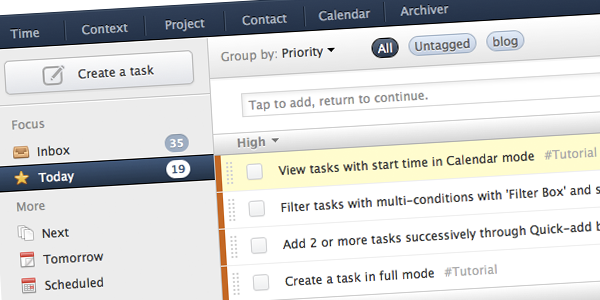 Time Context Project Contact Calendar Archiver
Create a task
Focus
Inbox 35
Today 19
More
Next
Tomorrow
Scheduled
Group by: Priority All Untagged blog
Tap to add, return to continue.
High
View tasks with start time in Calendar mode #Tutorial
Filter tasks with multi-conditions with 'Filter Box' and s
Add 2 or more tasks successively through Quick-add b
Create a task in full mode #Tutorial